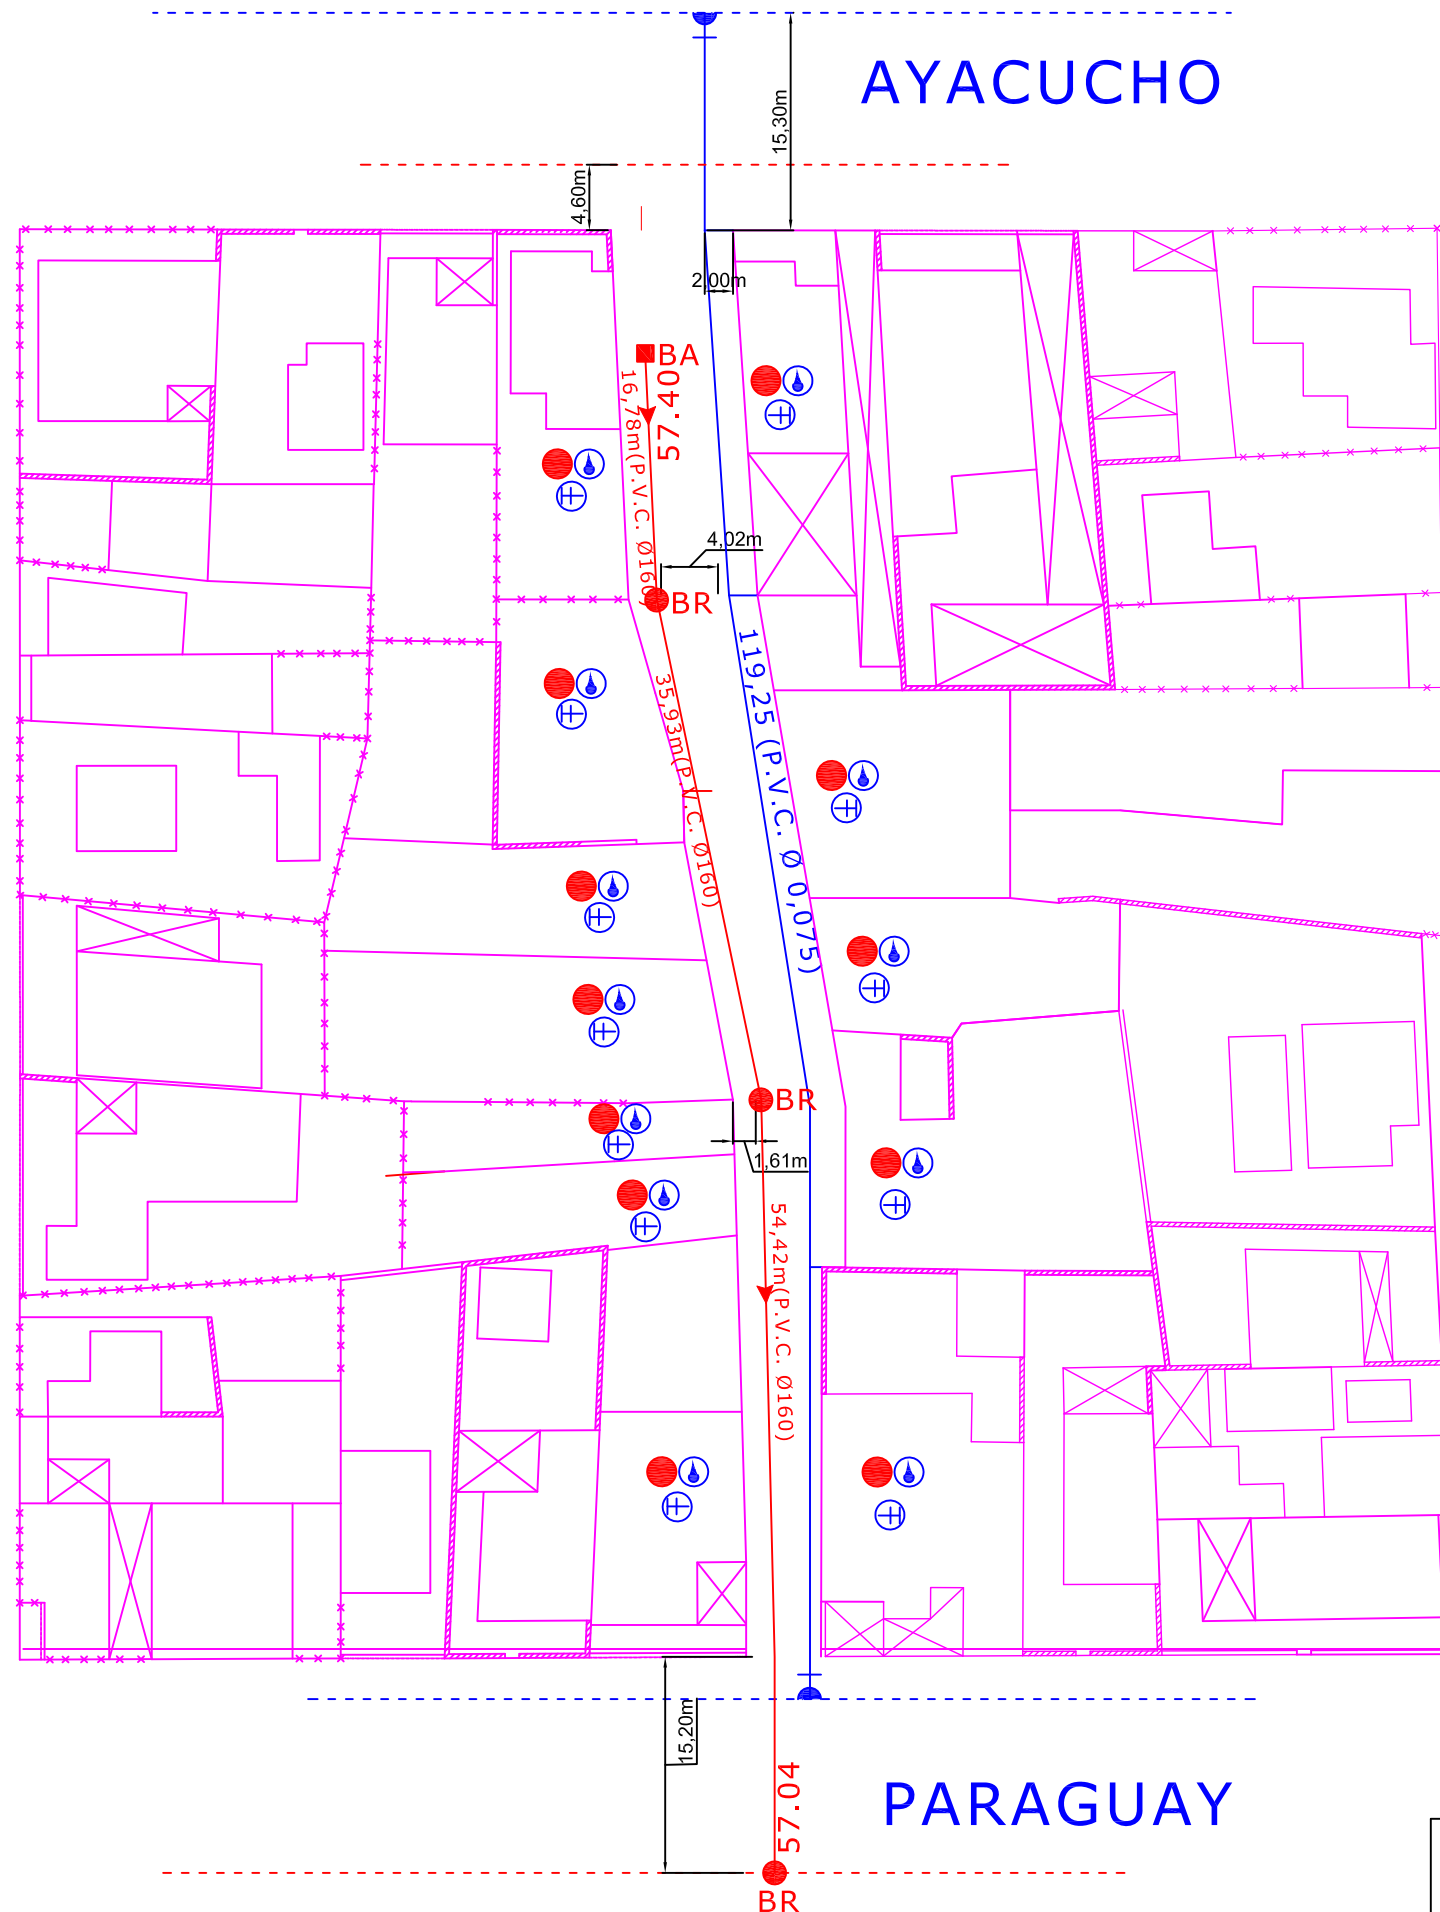 AYACUCHO
15,30m
4,60m
2,00m
BA
57.40
16,78m(P.V.C. Ø160)
4,02m
BR
119,25 (P.V.C. Ø 0,075)
35,93m(P.V.C. Ø160)
BR
1,61m
54,42m(P.V.C. Ø160)
15,20m
57.04
PARAGUAY
BR